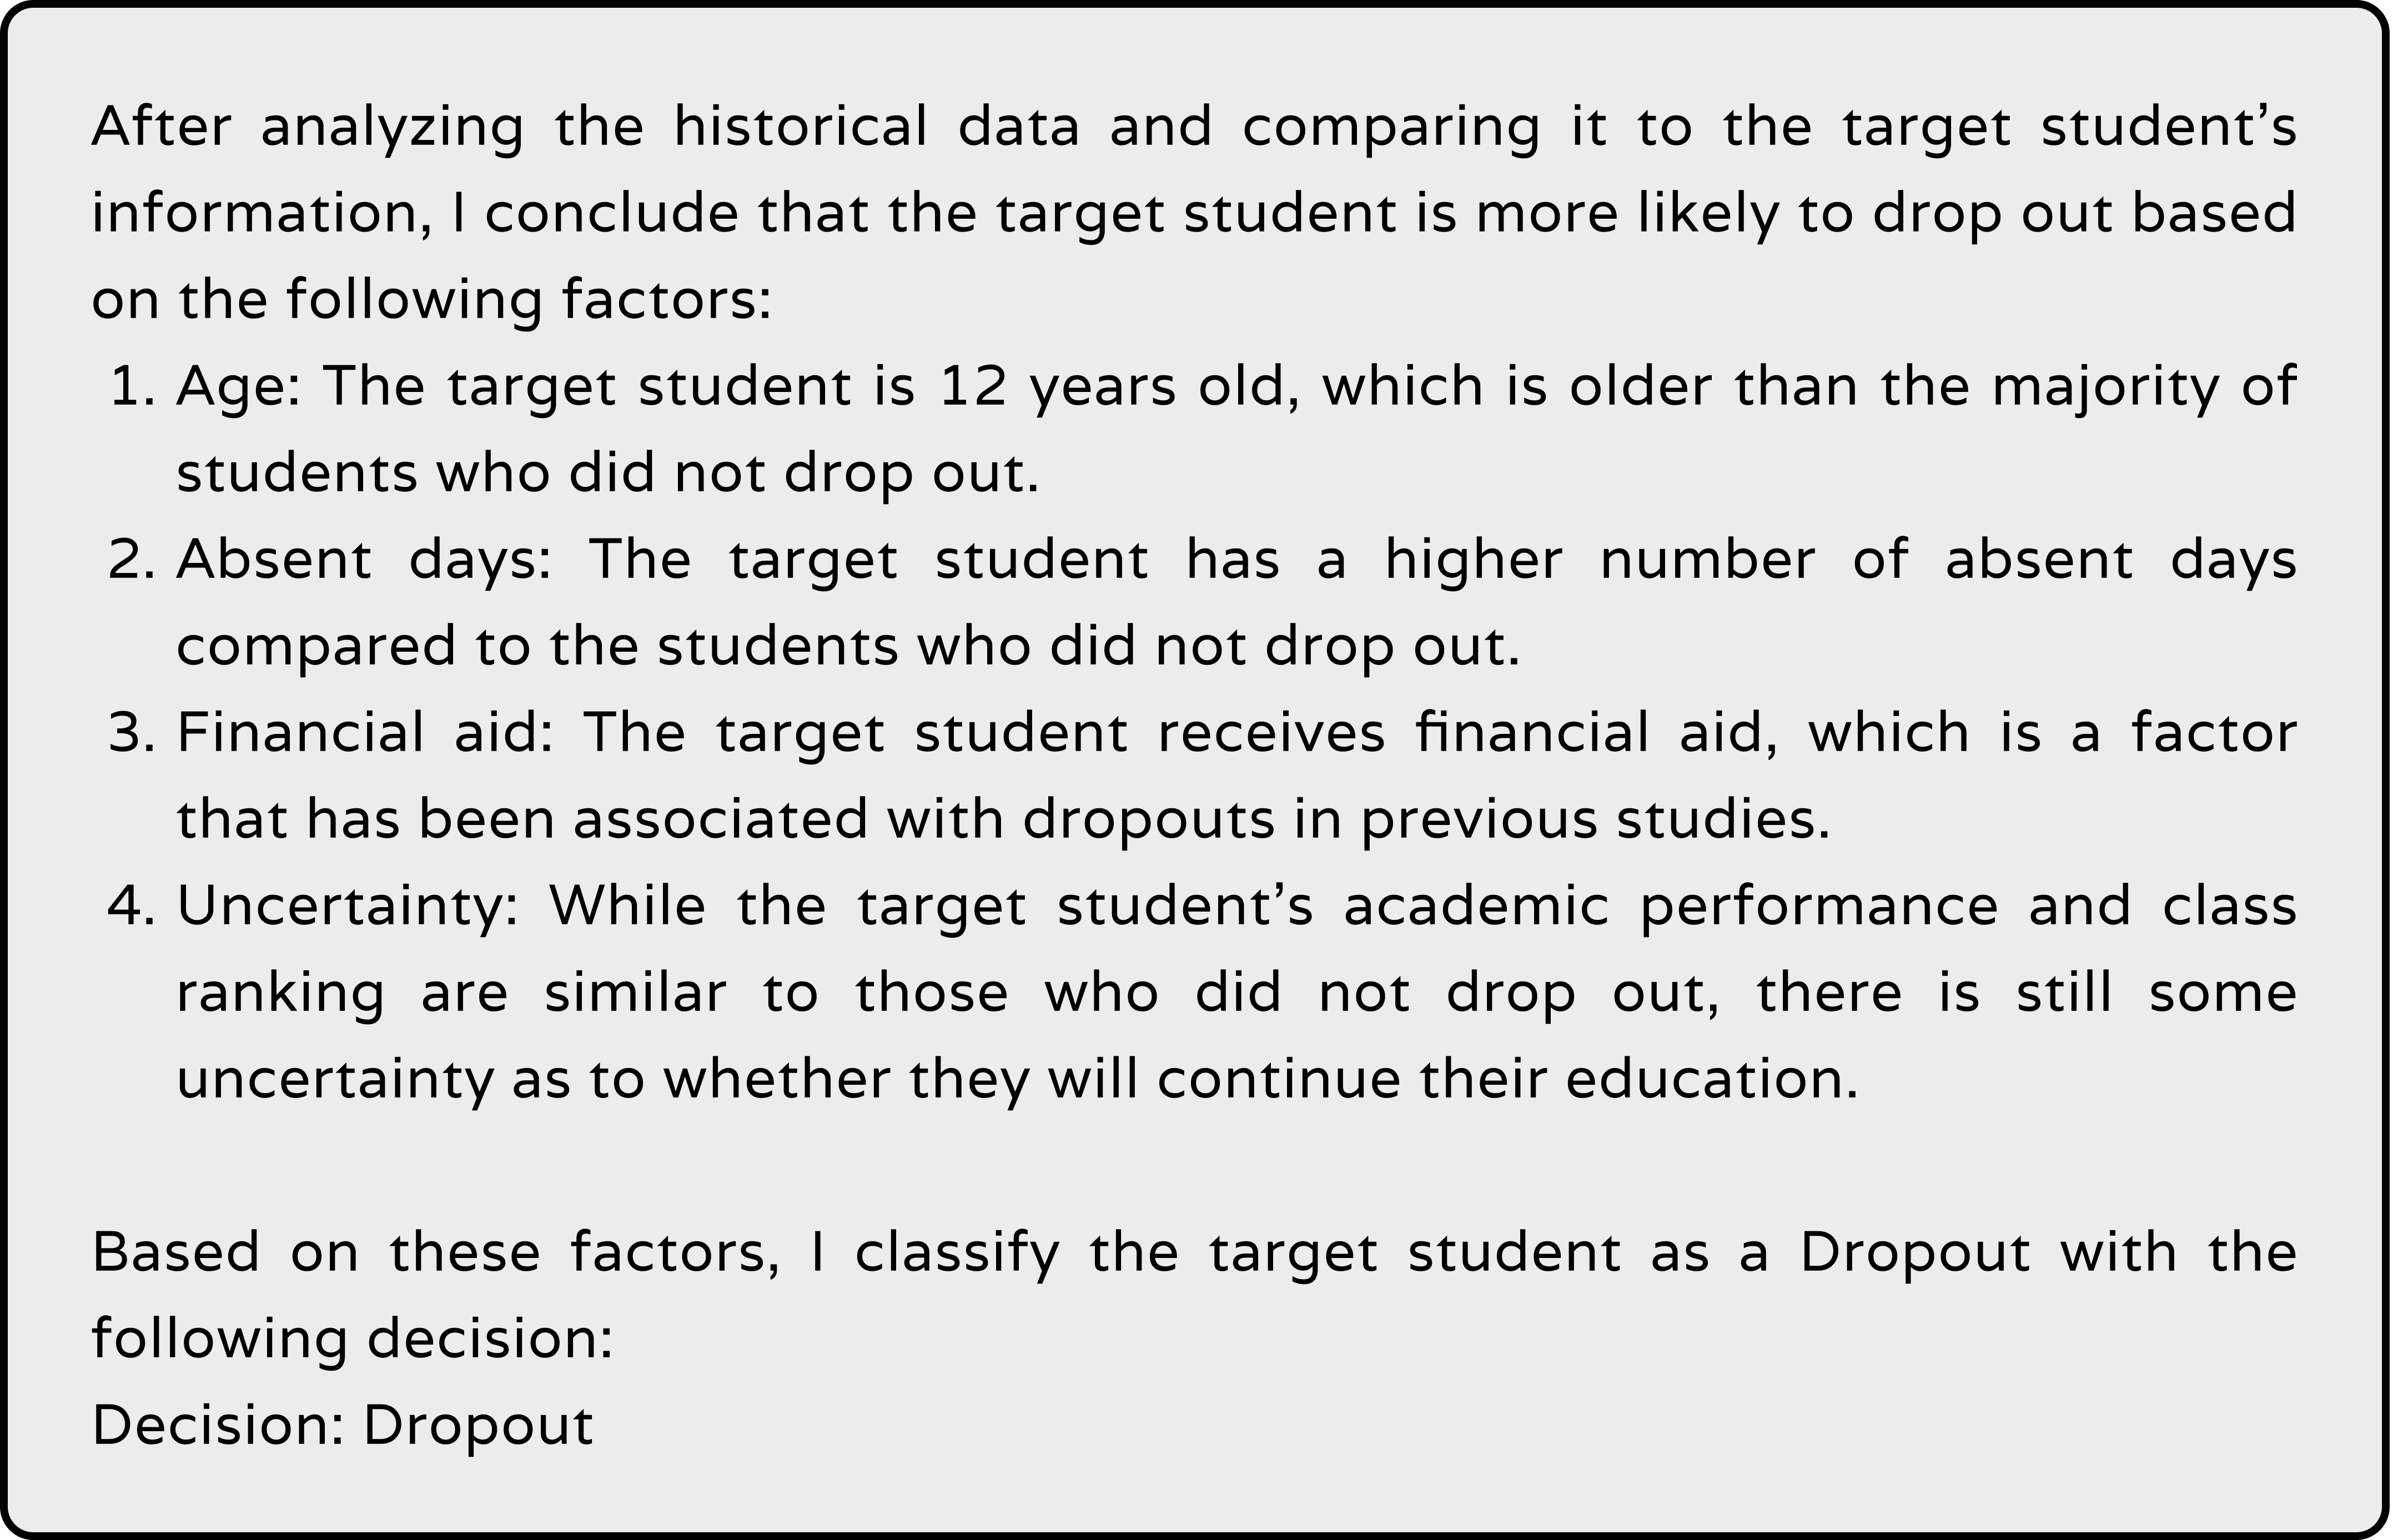 After analyzing the historical data and comparing it to the target student’s
information, I conclude that the target student is more likely to drop out based
on the following factors:
1. Age: The target student is 12 years old, which is older than the majority of
students who did not drop out.
2. Absent days: The target student has a higher number of absent days
compared to the students who did not drop out.
3. Financial aid: The target student receives financial aid, which is a factor
that has been associated with dropouts in previous studies.
4. Uncertainty: While the target student’s academic performance and class
ranking are similar to those who did not drop out, there is still some
uncertainty as to whether they will continue their education.
Based on these factors, I classify the target student as a Dropout with the
following decision:
Decision: Dropout